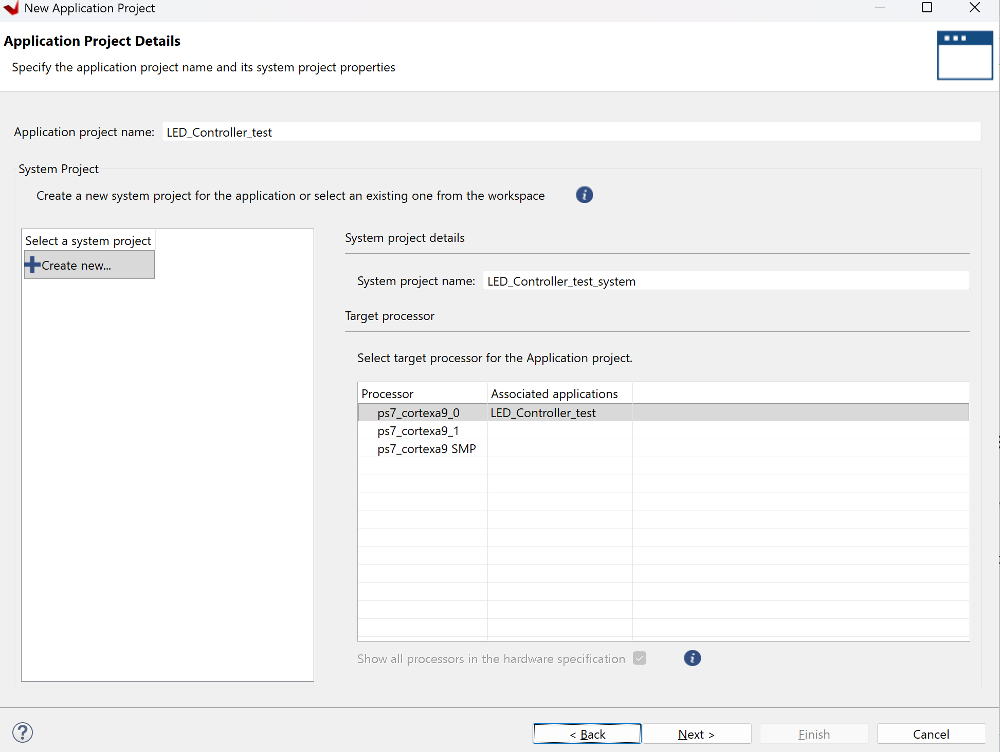 New Application Project
Application Project Details
Specify the application project name and its system project properties
Application project name: LED_Controller_test
System Project
Create a new system project for the application or select an existing one from the workspace
Select a system project
Create new...
System project details
System project name: LED_Controller_test_system
Target processor
Select target processor for the Application project.
Processor Associated applications
ps7_cortexa9_0 LED_Controller_test
ps7_cortexa9_1
ps7_cortexa9 SMP
Show all processors in the hardware specification
< Back Next > Finish Cancel